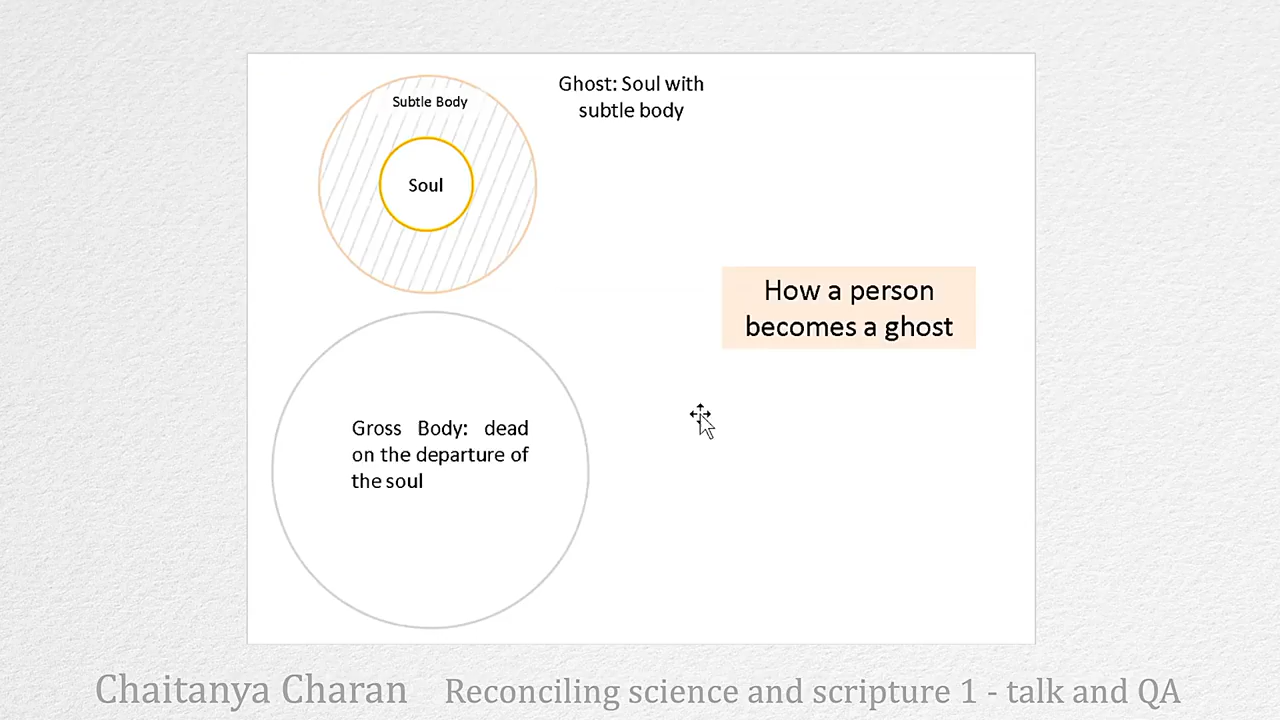 Subtle Body
Soul
Ghost: Soul with
subtle body
How a person
becomes a ghost
Gross Body: dead
on the departure of
the soul
Chaitanya Charan Reconciling science and scripture 1 - talk and QA